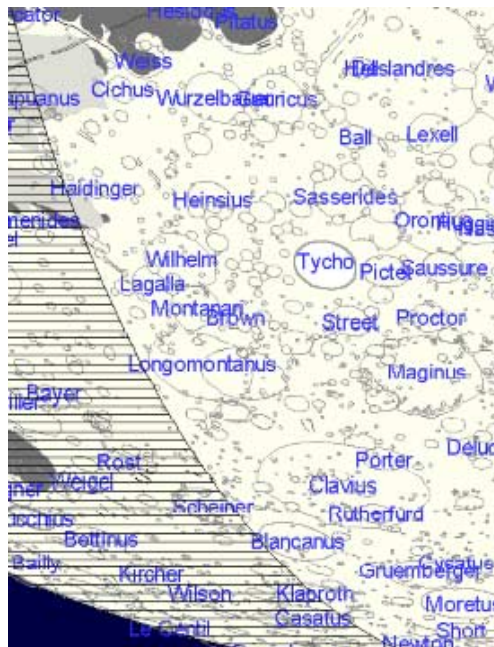 Pitatus
Weiss
Cichus
Wurzelbauer
Gauricus
Deslandres
Ball
Lexell
Haidinger
Heinsius
Sasserides
Orontius
Wilhelm
Tycho
Pictet
Saussure
Lagalla
Montanari
Brown
Street
Proctor
Longomontanus
Maginus
Bayer
Rost
Porter
Weigel
Clavius
Scheiner
Rutherfurd
Bettinus
Blancanus
Bailly
Kircher
Gruemberger
Cysatus
Wilson
Klaproth
Casatus
Moretus
Le Gentil
Short
Newton